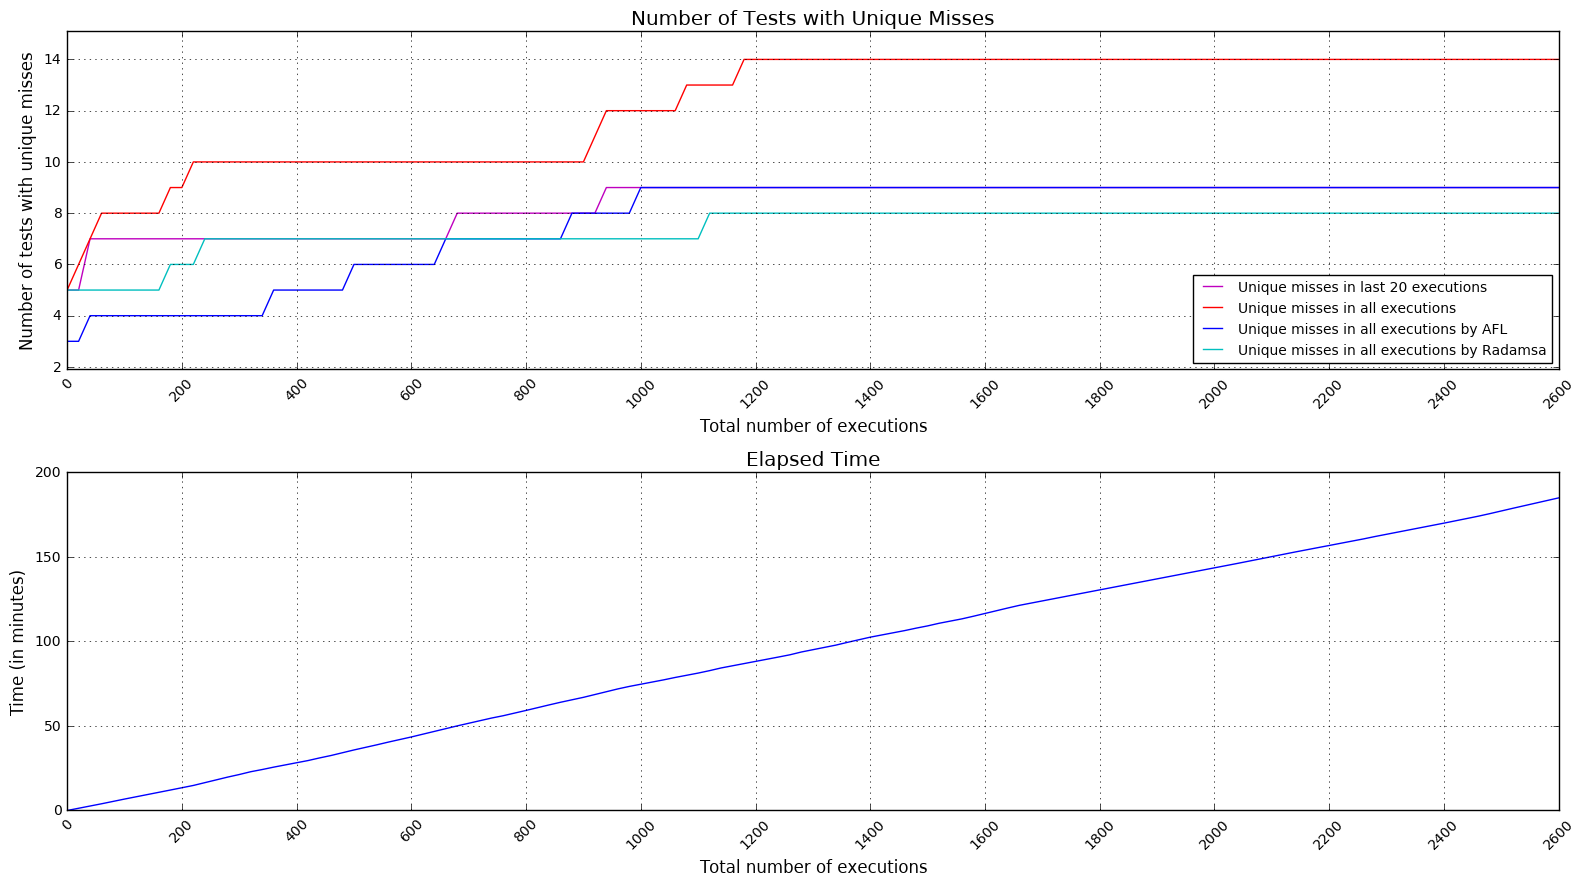 Number of Tests with Unique Misses
Number of tests with unique misses
14
12
10
8
6
4
2
Unique misses in last 20 executions
Unique misses in all executions
Unique misses in all executions by AFL
Unique misses in all executions by Radamsa
0 200 400 600 800 1000 1200 1400 1600 1800 2000 2200 2400 2600
Total number of executions
Elapsed Time
Time (in minutes)
200
150
100
50
0
0 200 400 600 800 1000 1200 1400 1600 1800 2000 2200 2400 2600
Total number of executions